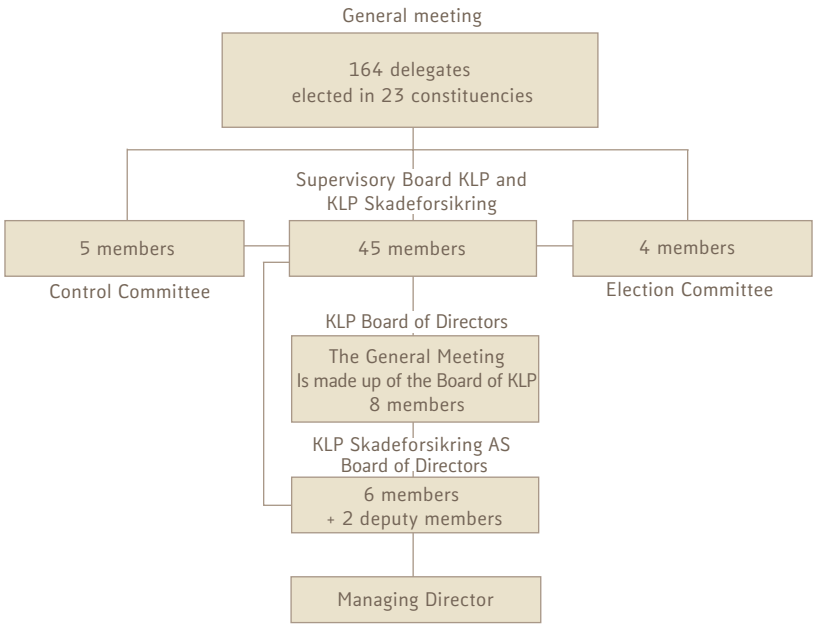 General meeting
164 delegates
elected in 23 constituencies
Supervisory Board KLP and
KLP Skadeforsikring
5 members
45 members
4 members
Control Committee
Election Committee
KLP Board of Directors
The General Meeting
Is made up of the Board of KLP
8 members
KLP Skadeforsikring AS
Board of Directors
6 members
+ 2 deputy members
Managing Director